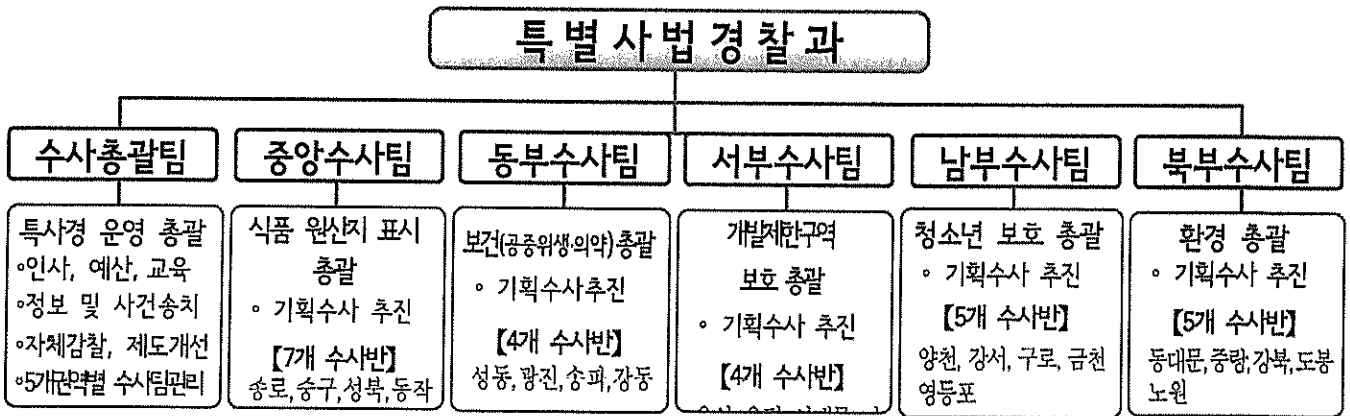 특별사법경찰과
수사총괄팀
특사경 운영 총괄
◦인사, 예산, 교육
◦정보 및 사건송치
◦자체감찰, 제도개선
◦5개권역별 수사팀관리
중앙수사팀
식품 원산지 표시
총괄
◦ 기획수사 추진
【7개 수사반】
종로,중구,성북,동작
동부수사팀
보건(공중위생·의약)총괄
◦ 기획수사추진
【4개 수사반】
성동,광진,송파,강동
서부수사팀
개발제한구역
보호 총괄
◦ 기획수사 추진
【4개 수사반】
남부수사팀
청소년 보호 총괄
◦ 기획수사 추진
【5개 수사반】
양천, 강서, 구로, 금천
영등포
북부수사팀
환경 총괄
◦ 기획수사 추진
【5개 수사반】
동대문,중랑,강북,도봉
노원